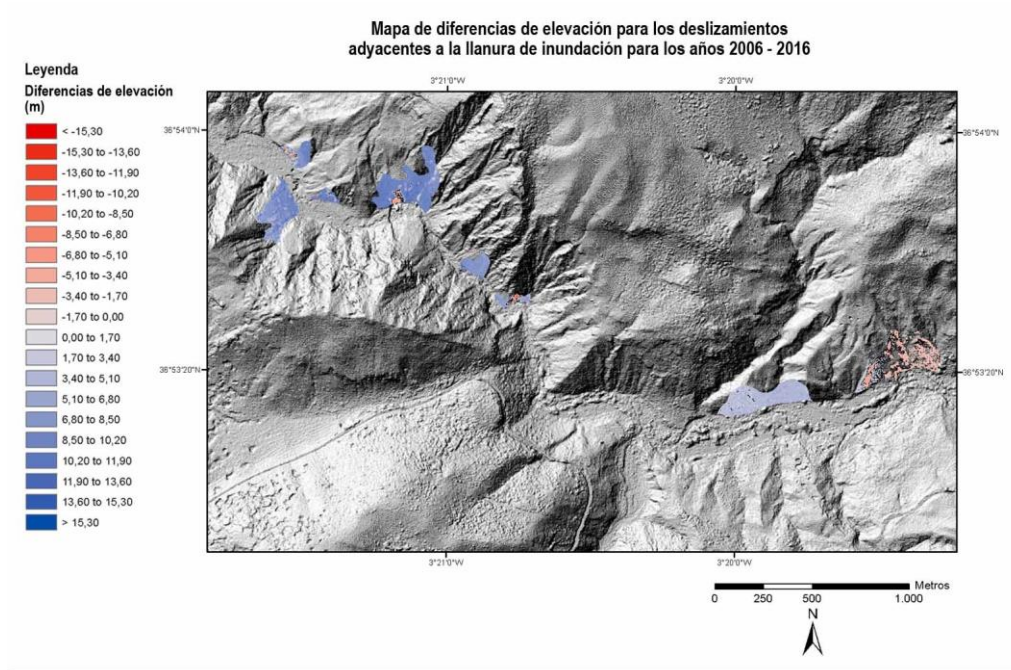 Mapa de diferencias de elevación para los deslizamientos
adyacentes a la llanura de inundación para los años 2006 - 2016
Leyenda
Diferencias de elevación
(m)
< -15,30
-15,30 to -13,60
-13,60 to -11,90
-11,90 to -10,20
-10,20 to -8,50
-8,50 to -6,80
-6,80 to -5,10
-5,10 to -3,40
-3,40 to -1,70
-1,70 to 0,00
0,00 to 1,70
1,70 to 3,40
3,40 to 5,10
5,10 to 6,80
6,80 to 8,50
8,50 to 10,20
10,20 to 11,90
11,90 to 13,60
13,60 to 15,30
> 15,30
3°21'0"W 3°20'0"W
36°54'0"N 36°54'0"N
36°53'20"N 36°53'20"N
3°21'0"W 3°20'0"W
Metros
0 250 500 1.000
N